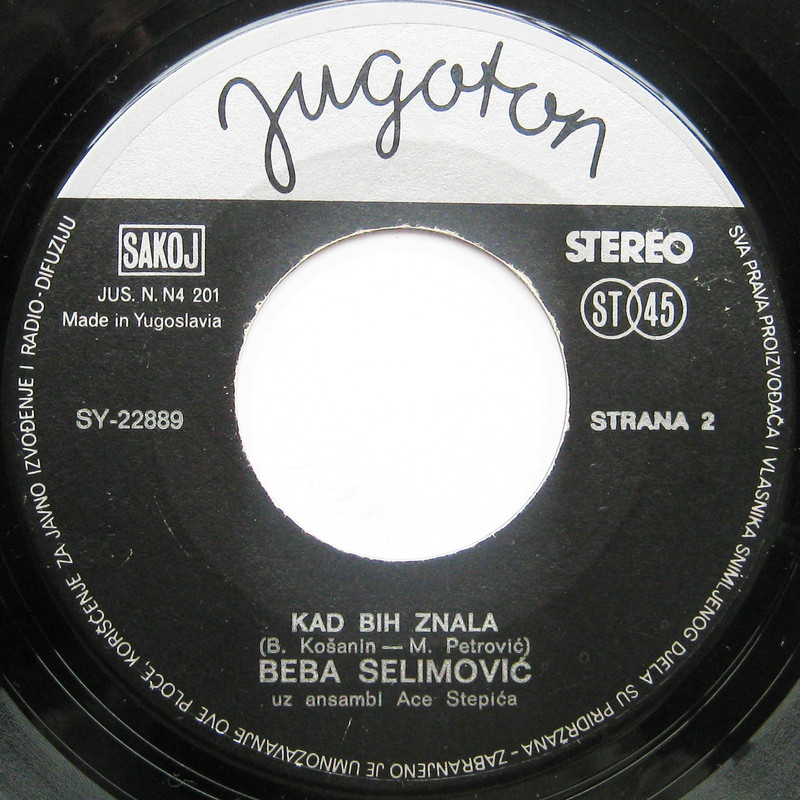 jugoton
SAKOJ
JUS. N. N4 201
Made in Yugoslavia
STEREO
ST 45
SY-22889
STRANA 2
KAD BIH ZNALA
(B. Košanin — M. Petrović)
BEBA SELIMOVIĆ
uz ansambl Ace Stepića
SVA PRAVA PROIZVOĐAČA I VLASNIKA SNIMLJENOG DJELA SU PRIDRŽANA - ZABRANJENO JE UMNOŽAVANJE OVE PLOČE, KORIŠĆENJE ZA JAVNO IZVOĐENJE I RADIO-DIFUZIJU